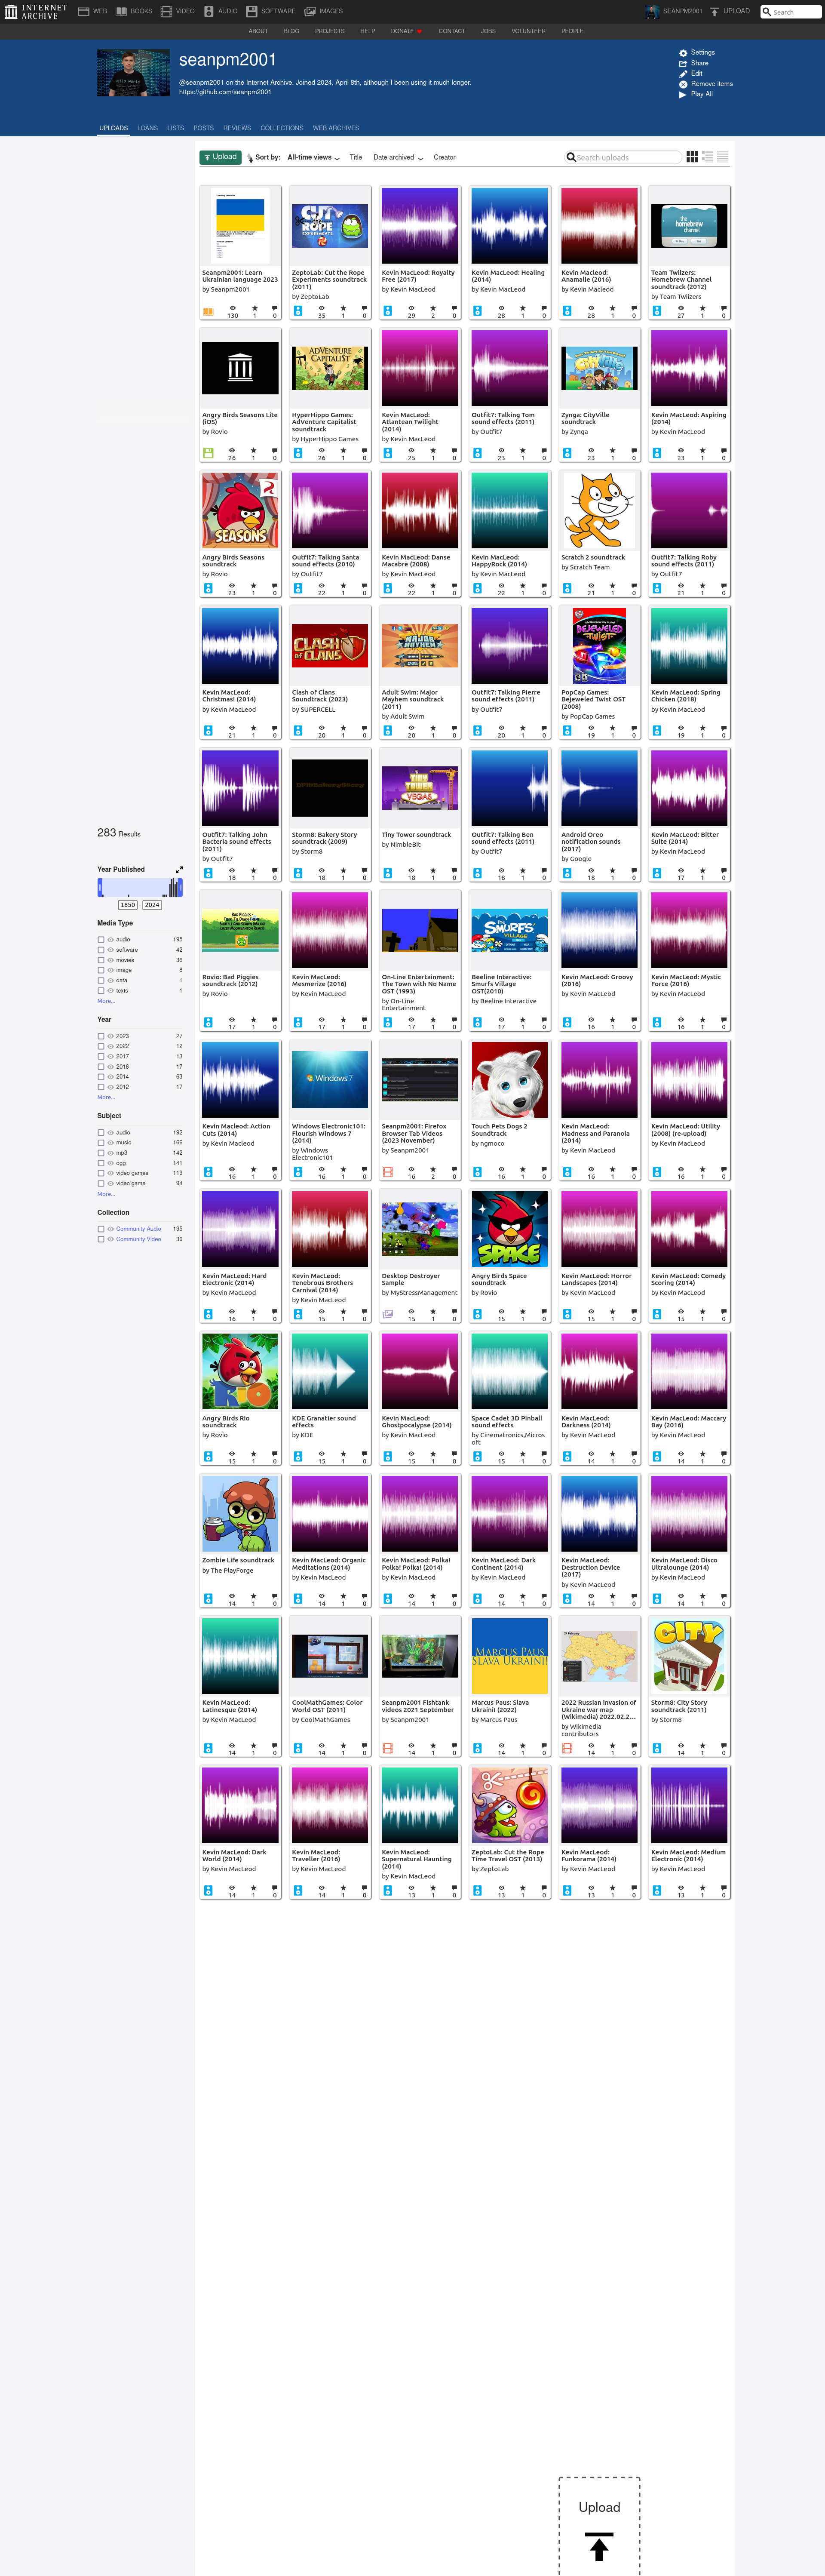 INTERNET ARCHIVE
WEB BOOKS VIDEO AUDIO SOFTWARE IMAGES
SEANPM2001 UPLOAD Search
ABOUT BLOG PROJECTS HELP DONATE CONTACT JOBS VOLUNTEER PEOPLE
seanpm2001
@seanpm2001 on the Internet Archive. Joined 2024, April 8th, although I been using it much longer.
https://github.com/seanpm2001
Settings
Share
Edit
Remove items
Play All
UPLOADS LOANS LISTS POSTS REVIEWS COLLECTIONS WEB ARCHIVES
Upload Sort by: All-time views Title Date archived Creator Search uploads
283 Results
Year Published
1850 - 2024
Media Type
audio 195
software 42
movies 36
image 8
data 1
texts 1
More...
Year
2023 27
2022 12
2017 13
2016 17
2014 63
2012 17
More...
Subject
audio 192
music 166
mp3 142
ogg 141
video games 119
video game 94
More...
Collection
Community Audio 195
Community Video 36
Seanpm2001: Learn Ukrainian language 2023
by Seanpm2001
130 1 0
ZeptoLab: Cut the Rope Experiments soundtrack (2011)
by ZeptoLab
35 1 0
Kevin MacLeod: Royalty Free (2017)
by Kevin MacLeod
29 2 0
Kevin MacLeod: Healing (2014)
by Kevin MacLeod
28 1 0
Kevin Macleod: Anamalie (2016)
by Kevin Macleod
28 1 0
the homebrew channel
Team Twiizers: Homebrew Channel soundtrack (2012)
by Team Twiizers
27 1 0
Angry Birds Seasons Lite (iOS)
by Rovio
26 1 0
ADVENTURE CAPITALIST
HyperHippo Games: AdVenture Capitalist soundtrack
by HyperHippo Games
26 1 0
Kevin MacLeod: Atlantean Twilight (2014)
by Kevin MacLeod
25 1 0
Outfit7: Talking Tom sound effects (2011)
by Outfit7
23 1 0
Zynga: CityVille soundtrack
by Zynga
23 1 0
Kevin MacLeod: Aspiring (2014)
by Kevin MacLeod
23 1 0
SEASONS
Angry Birds Seasons soundtrack
by Rovio
23 1 0
Outfit7: Talking Santa sound effects (2010)
by Outfit7
22 1 0
Kevin MacLeod: Danse Macabre (2008)
by Kevin MacLeod
22 1 0
Kevin MacLeod: HappyRock (2014)
by Kevin MacLeod
22 1 0
Scratch 2 soundtrack
by Scratch Team
21 1 0
Outfit7: Talking Roby sound effects (2011)
by Outfit7
21 1 0
Kevin MacLeod: Christmas! (2014)
by Kevin MacLeod
21 1 0
CLASH OF CLANS
Clash of Clans Soundtrack (2023)
by SUPERCELL
20 1 0
MAJOR MAYHEM
Adult Swim: Major Mayhem soundtrack (2011)
by Adult Swim
20 1 0
Outfit7: Talking Pierre sound effects (2011)
by Outfit7
20 1 0
BEJEWELED TWIST
PopCap Games: Bejeweled Twist OST (2008)
by PopCap Games
19 1 0
Kevin MacLeod: Spring Chicken (2018)
by Kevin MacLeod
19 1 0
Outfit7: Talking John Bacteria sound effects (2011)
by Outfit7
18 1 0
Storm8: Bakery Story soundtrack (2009)
by Storm8
18 1 0
TINY TOWER VEGAS
Tiny Tower soundtrack
by NimbleBit
18 1 0
Outfit7: Talking Ben sound effects (2011)
by Outfit7
18 1 0
Android Oreo notification sounds (2017)
by Google
18 1 0
Kevin MacLeod: Bitter Suite (2014)
by Kevin MacLeod
17 1 0
Rovio: Bad Piggies soundtrack (2012)
by Rovio
17 1 0
Kevin MacLeod: Mesmerize (2016)
by Kevin MacLeod
17 1 0
On-Line Entertainment: The Town with No Name OST (1993)
by On-Line Entertainment
17 1 0
SMURFS' VILLAGE
Beeline Interactive: Smurfs Village OST(2010)
by Beeline Interactive
17 1 0
Kevin MacLeod: Groovy (2016)
by Kevin MacLeod
16 1 0
Kevin MacLeod: Mystic Force (2016)
by Kevin MacLeod
16 1 0
Kevin Macleod: Action Cuts (2014)
by Kevin Macleod
16 1 0
Windows 7
Windows Electronic101: Flourish Windows 7 (2014)
by Windows Electronic101
16 1 0
Seanpm2001: Firefox Browser Tab Videos (2023 November)
by Seanpm2001
16 2 0
Touch Pets Dogs 2 Soundtrack
by ngmoco
16 1 0
Kevin MacLeod: Madness and Paranoia (2014)
by Kevin MacLeod
16 1 0
Kevin MacLeod: Utility (2008) (re-upload)
by Kevin MacLeod
16 1 0
Kevin MacLeod: Hard Electronic (2014)
by Kevin MacLeod
16 1 0
Kevin MacLeod: Tenebrous Brothers Carnival (2014)
by Kevin MacLeod
15 1 0
Desktop Destroyer Sample
by MyStressManagement
15 1 0
SPACE
Angry Birds Space soundtrack
by Rovio
15 1 0
Kevin MacLeod: Horror Landscapes (2014)
by Kevin MacLeod
15 1 0
Kevin MacLeod: Comedy Scoring (2014)
by Kevin MacLeod
15 1 0
RIO
Angry Birds Rio soundtrack
by Rovio
15 1 0
KDE Granatier sound effects
by KDE
15 1 0
Kevin MacLeod: Ghostpocalypse (2014)
by Kevin MacLeod
15 1 0
Space Cadet 3D Pinball sound effects
by Cinematronics,Microsoft
15 1 0
Kevin MacLeod: Darkness (2014)
by Kevin MacLeod
14 1 0
Kevin MacLeod: Maccary Bay (2016)
by Kevin MacLeod
14 1 0
Zombie Life soundtrack
by The PlayForge
14 1 0
Kevin MacLeod: Organic Meditations (2014)
by Kevin MacLeod
14 1 0
Kevin MacLeod: Polka! Polka! Polka! (2014)
by Kevin MacLeod
14 1 0
Kevin MacLeod: Dark Continent (2014)
by Kevin MacLeod
14 1 0
Kevin MacLeod: Destruction Device (2017)
by Kevin MacLeod
14 1 0
Kevin MacLeod: Disco Ultralounge (2014)
by Kevin MacLeod
14 1 0
Kevin MacLeod: Latinesque (2014)
by Kevin MacLeod
14 1 0
CoolMathGames: Color World OST (2011)
by CoolMathGames
14 1 0
Seanpm2001 Fishtank videos 2021 September
by Seanpm2001
14 1 0
MARCUS PAUS
SLAVA UKRAINI!
Marcus Paus: Slava Ukraini! (2022)
by Marcus Paus
14 1 0
2022 Russian invasion of Ukraine war map (Wikimedia) 2022.02.2...
by Wikimedia contributors
14 1 0
CITY
Storm8: City Story soundtrack (2011)
by Storm8
14 1 0
Kevin MacLeod: Dark World (2014)
by Kevin MacLeod
14 1 0
Kevin MacLeod: Traveller (2016)
by Kevin MacLeod
14 1 0
Kevin MacLeod: Supernatural Haunting (2014)
by Kevin MacLeod
13 1 0
ZeptoLab: Cut the Rope Time Travel OST (2013)
by ZeptoLab
13 1 0
Kevin MacLeod: Funkorama (2014)
by Kevin MacLeod
13 1 0
Kevin MacLeod: Medium Electronic (2014)
by Kevin MacLeod
13 1 0
Upload